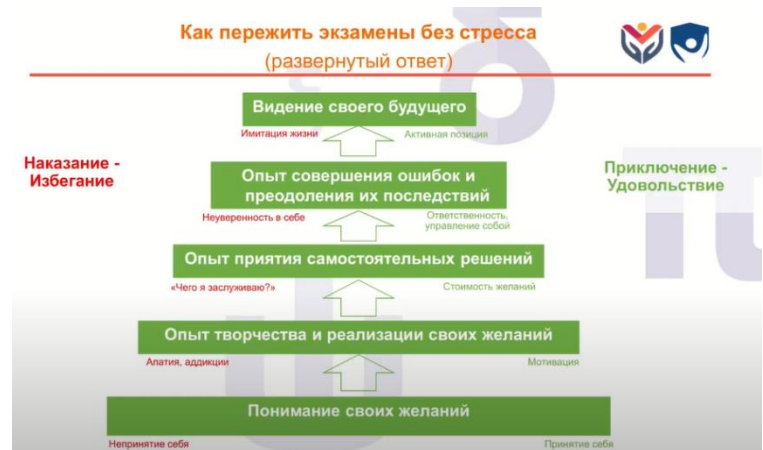 Как пережить экзамены без стресса
(развернутый ответ)
Видение своего будущего
Имитация жизни
Активная позиция
Наказание -
Избегание
Приключение -
Удовольствие
Опыт совершения ошибок и
преодоления их последствий
Неуверенность в себе
Ответственность,
управление собой
Опыт приятия самостоятельных решений
«Чего я заслуживаю?»
Стоимость желаний
Опыт творчества и реализации своих желаний
Апатия, аддикции
Мотивация
Понимание своих желаний
Непринятие себя
Принятие себя